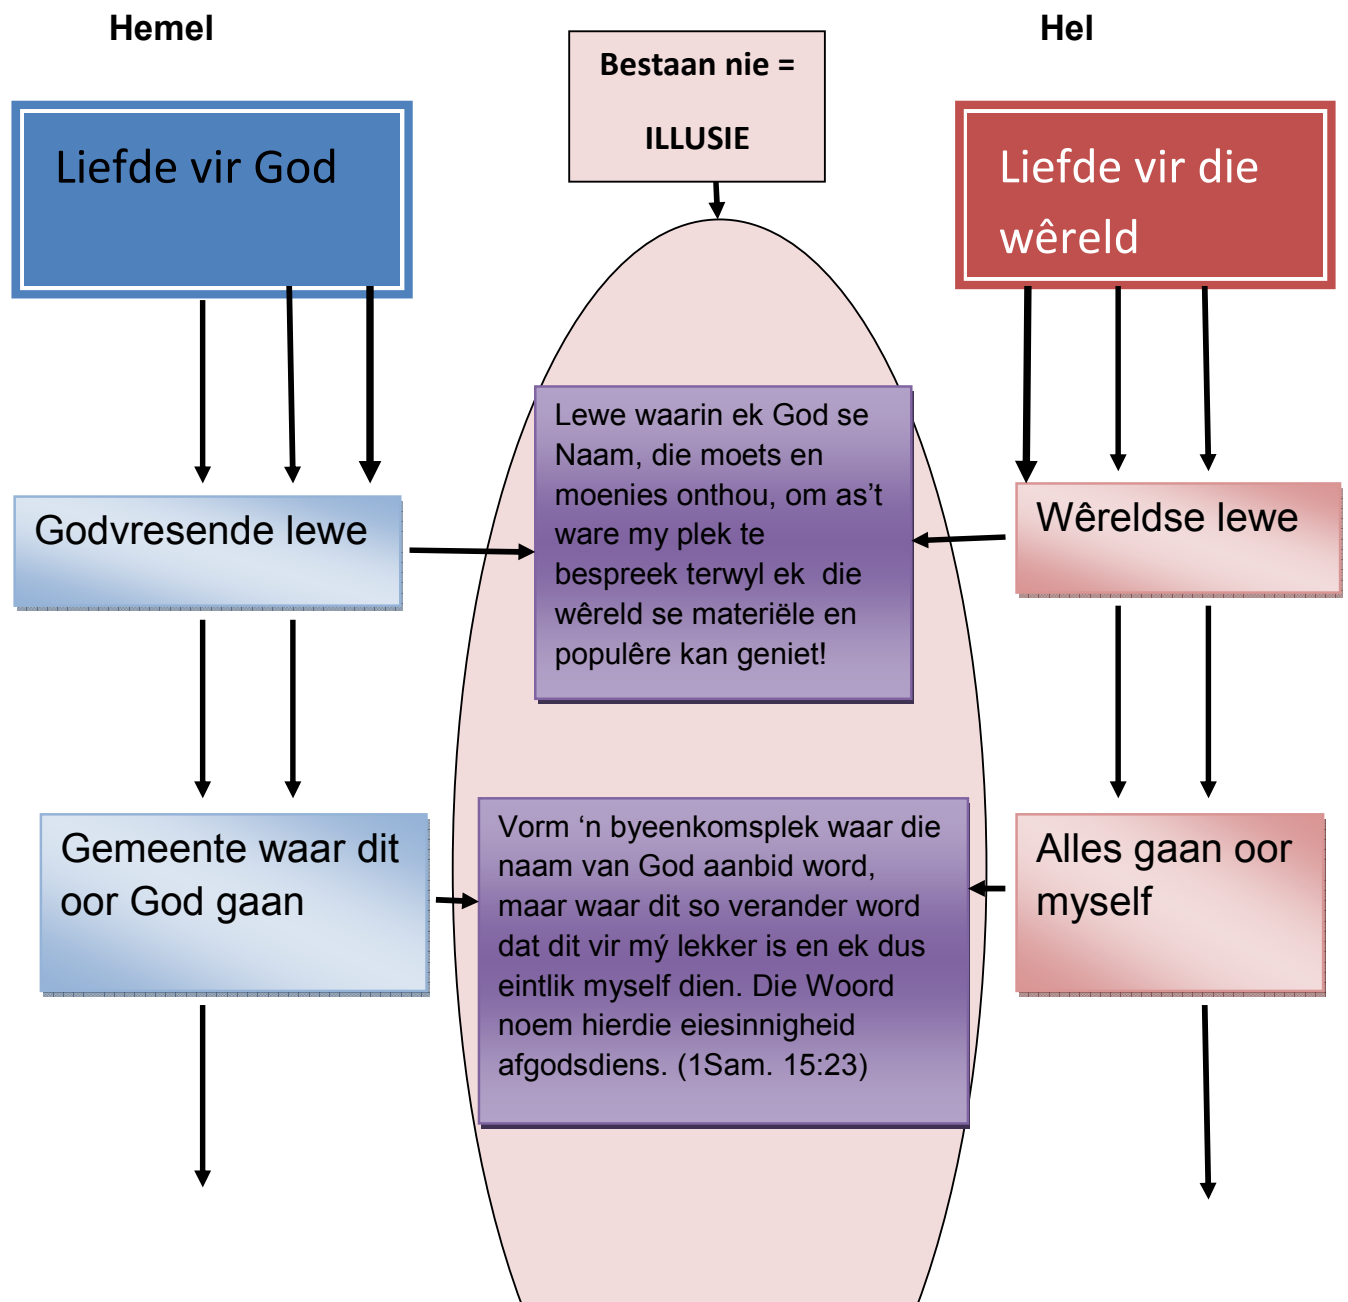 Hemel
Hel
Bestaan nie =
ILLUSIE
Liefde vir God
Liefde vir die
wêreld
Lewe waarin ek God se
Naam, die moets en
moenies onthou, om as’t
ware my plek te
bespreek terwyl ek die
wêreld se materiële en
populêre kan geniet!
Godvresende lewe
Wêreldse lewe
Gemeente waar dit
oor God gaan
Vorm ‘n byeenkomsplek waar die
naam van God aanbid word,
maar waar dit so verander word
dat dit vir mý lekker is en ek dus
eintlik myself dien. Die Woord
noem hierdie eiesinnigheid
afgodsdiens. (1Sam. 15:23)
Alles gaan oor
myself